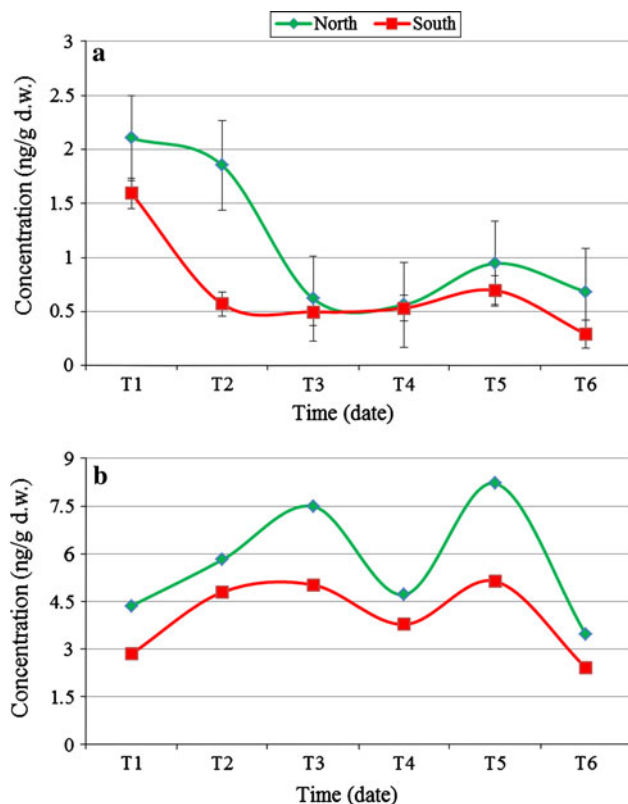 North South
a
3
2.5
2
1.5
1
0.5
0
Concentration (ng/g d.w.)
T1 T2 T3 T4 T5 T6
Time (date)
b
9
7.5
6
4.5
3
1.5
0
Concentration (ng/g d.w.)
T1 T2 T3 T4 T5 T6
Time (date)